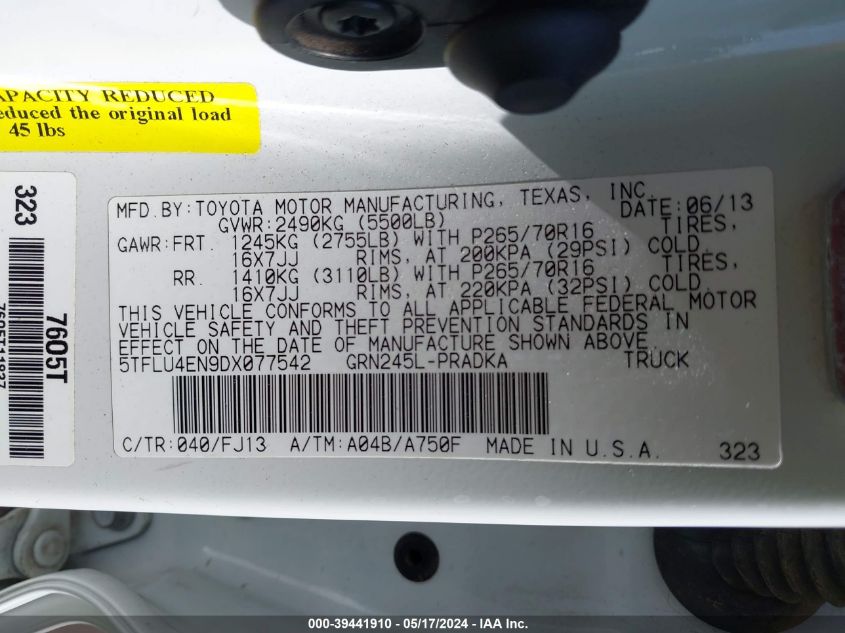 APACITY REDUCED
educed the original load
45 lbs
323
7605T
MFD.BY:TOYOTA MOTOR MANUFACTURING, TEXAS, INC.
DATE:06/13
GVWR:2490KG (5500LB)
GAWR:FRT. 1245KG (2755LB) WITH P265/70R16 TIRES,
16X7JJ RIMS, AT 200KPA (29PSI) COLD
RR. 1410KG (3110LB) WITH P265/70R16 TIRES,
16X7JJ RIMS, AT 220KPA (32PSI) COLD
THIS VEHICLE CONFORMS TO ALL APPLICABLE FEDERAL MOTOR
VEHICLE SAFETY AND THEFT PREVENTION STANDARDS IN
EFFECT ON THE DATE OF MANUFACTURE SHOWN ABOVE.
5TFLU4EN9DX077542 GRN245L-PRADKA TRUCK
C/TR:040/FJ13 A/TM:A04B/A750F MADE IN U.S.A. 323
000-39441910 - 05/17/2024 - IAA Inc.